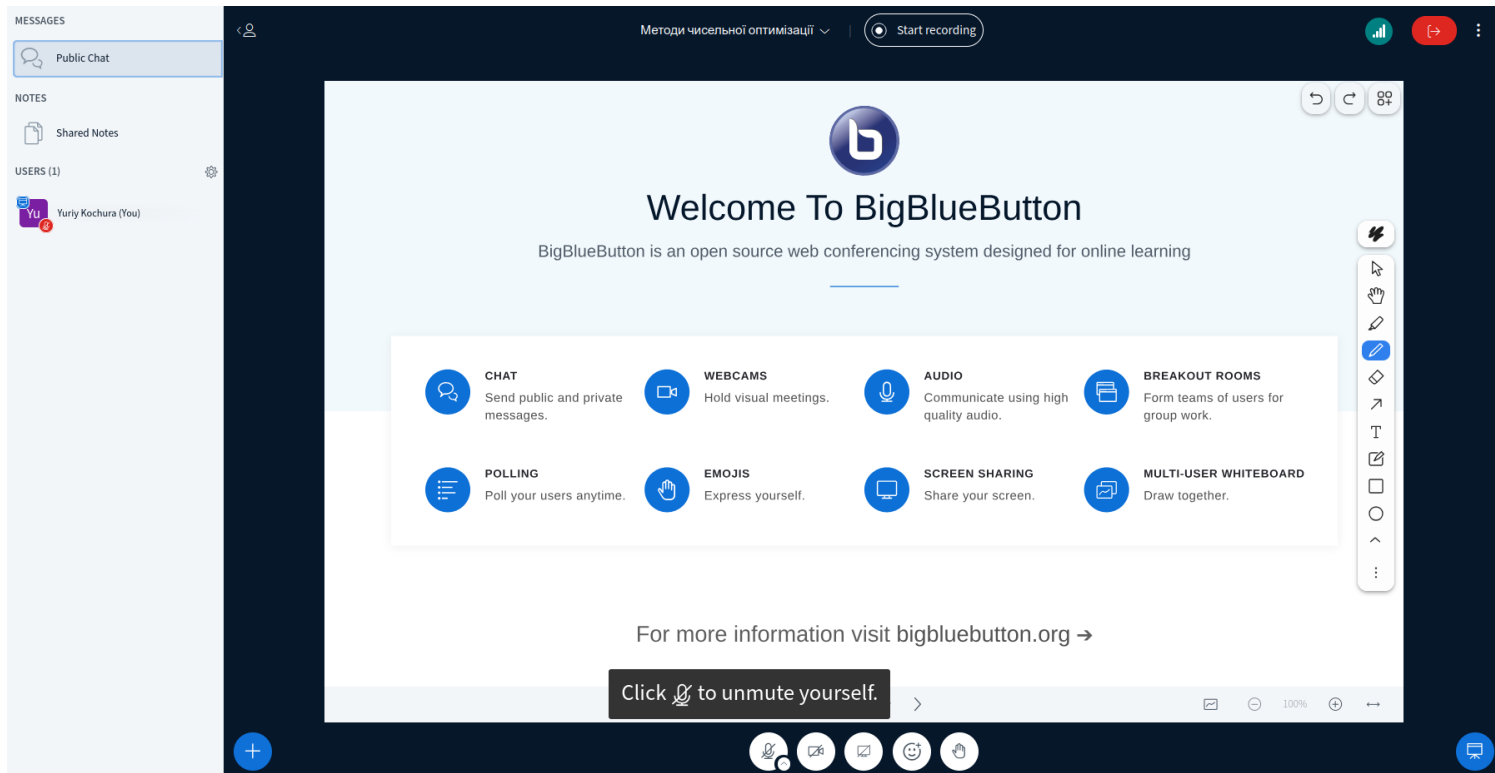 MESSAGES
Public Chat
NOTES
Shared Notes
USERS (1)
Yu
Yuriy Kochura (You)
Методи чисельної оптимізації
Start recording
Welcome To BigBlueButton
BigBlueButton is an open source web conferencing system designed for online learning
CHAT
Send public and private
messages.
WEBCAMS
Hold visual meetings.
AUDIO
Communicate using high
quality audio.
BREAKOUT ROOMS
Form teams of users for
group work.
POLLING
Poll your users anytime.
EMOJIS
Express yourself.
SCREEN SHARING
Share your screen.
MULTI-USER WHITEBOARD
Draw together.
For more information visit bigbluebutton.org →
Click to unmute yourself.
100%